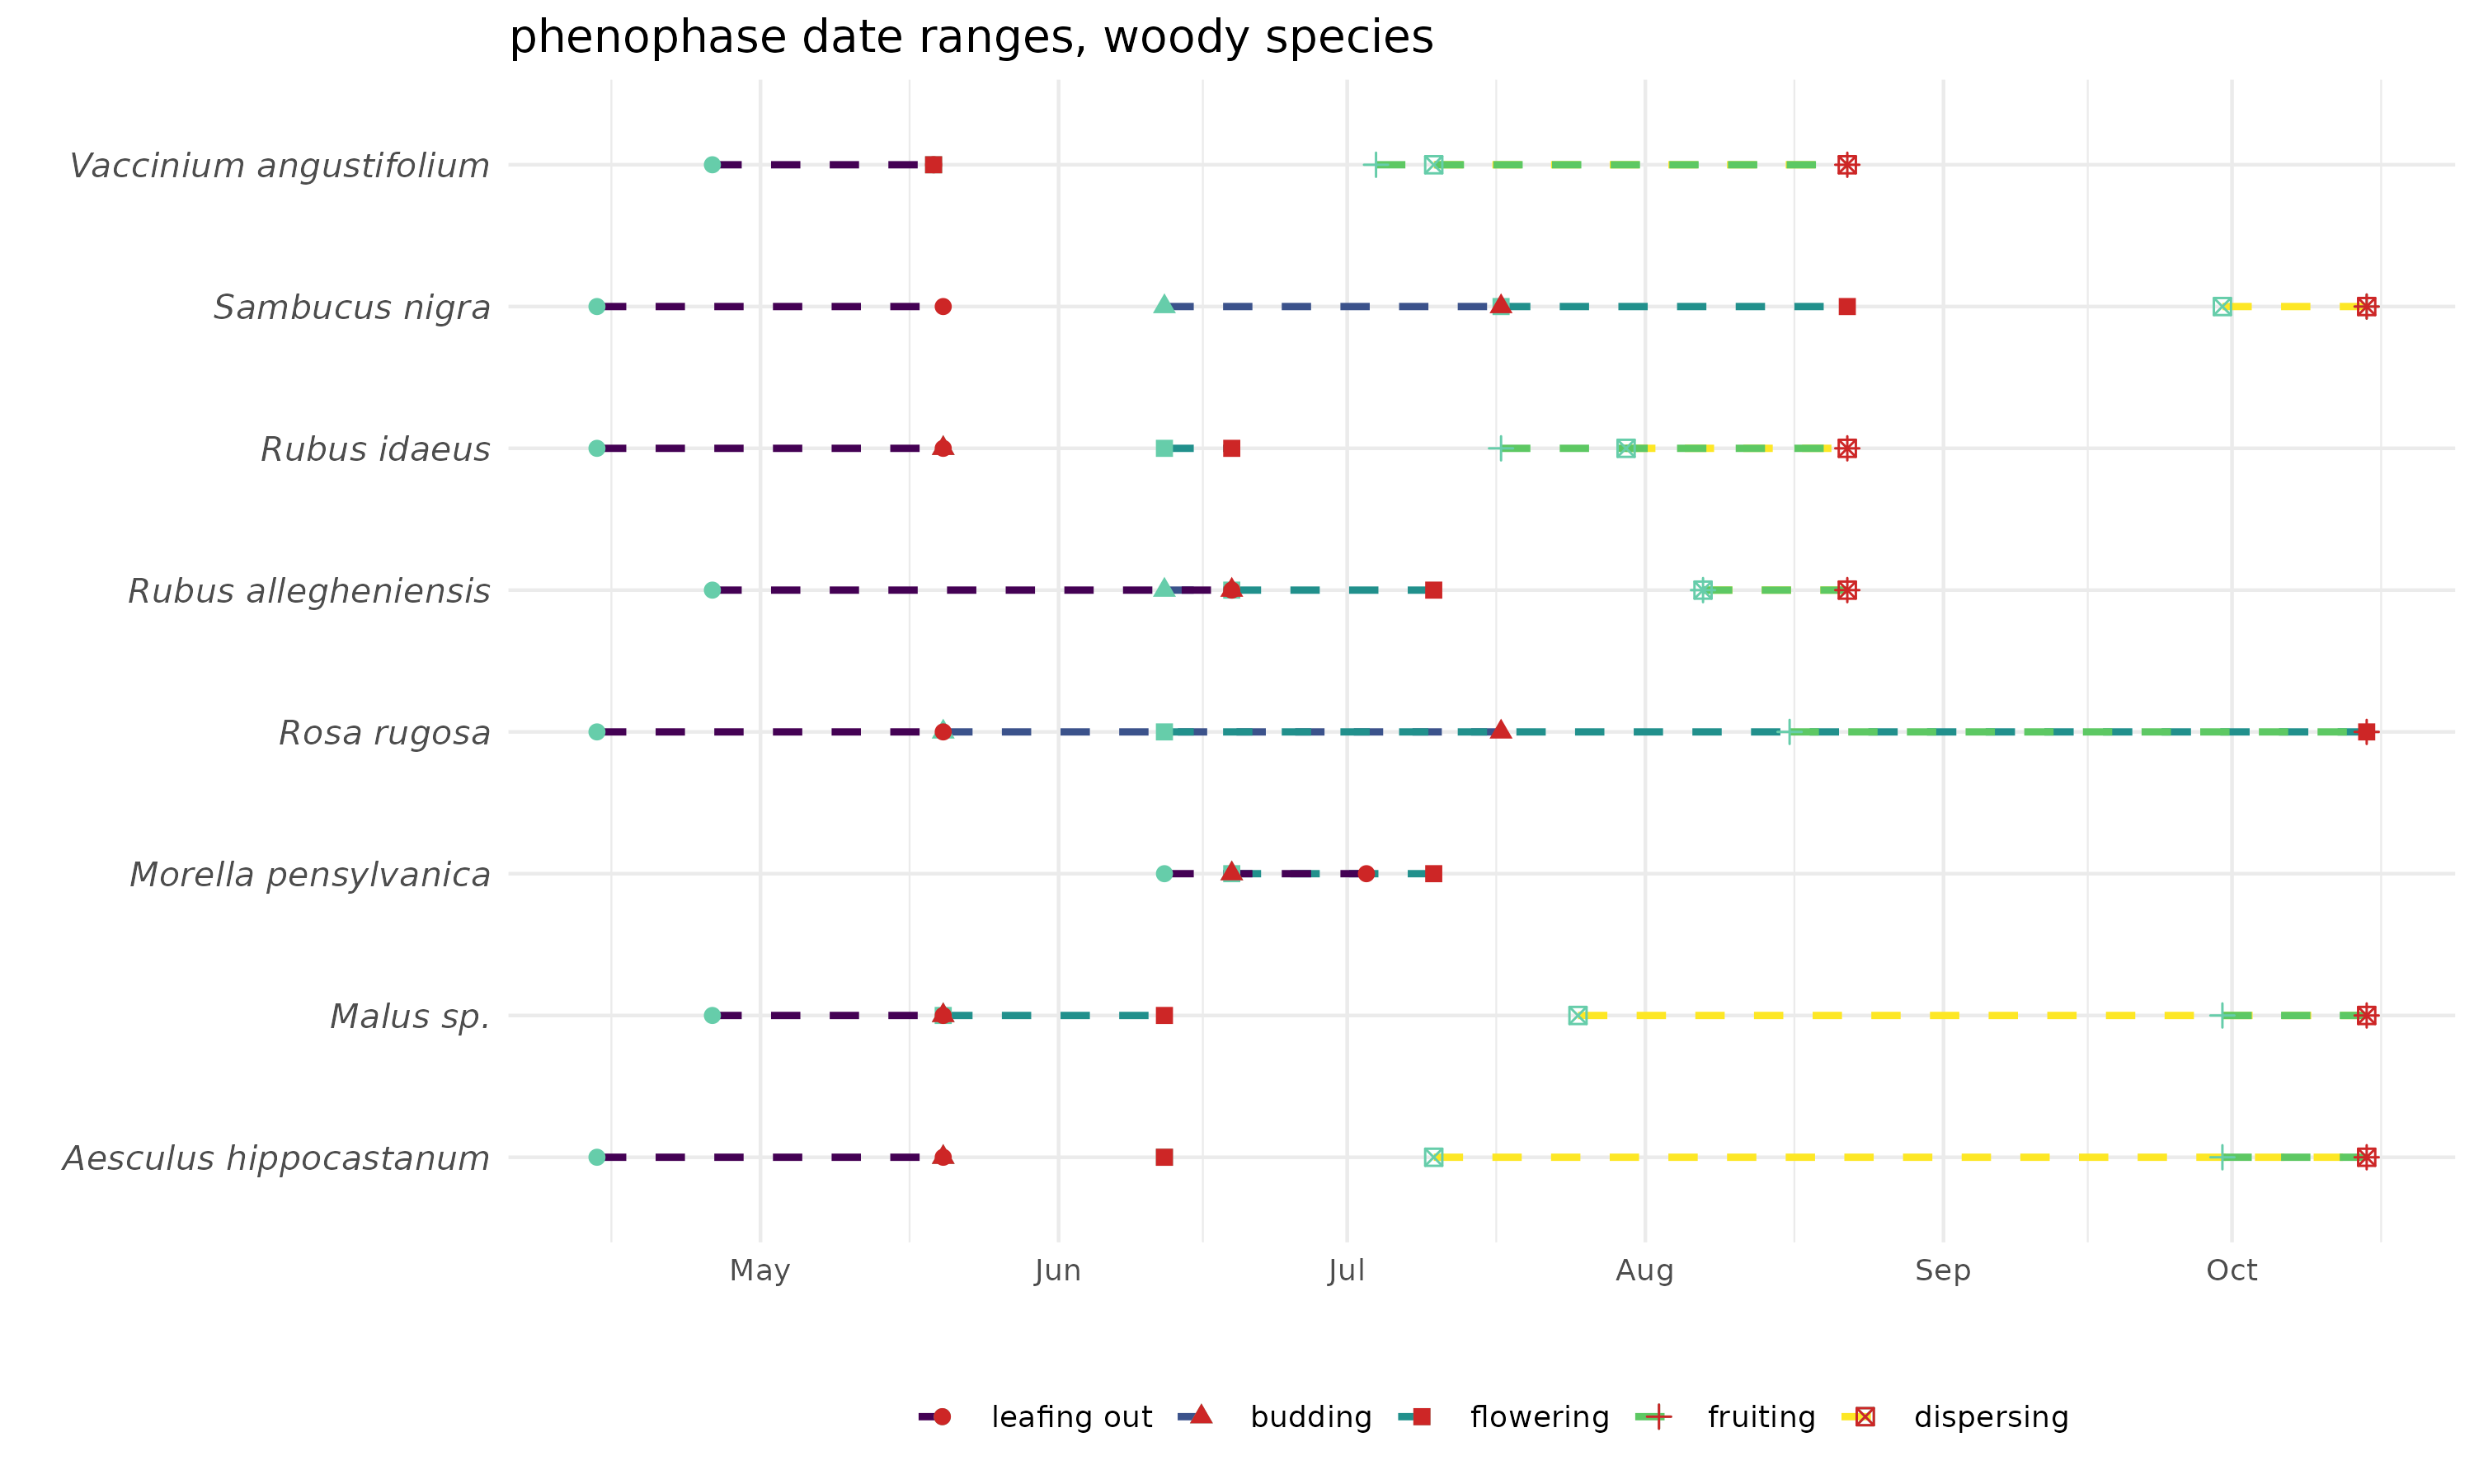 phenophase date ranges, woody species
Vaccinium angustifolium
Sambucus nigra
Rubus idaeus
Rubus allegheniensis
Rosa rugosa
Morella pensylvanica
Malus sp.
Aesculus hippocastanum
May Jun Jul Aug Sep Oct
leafing out budding flowering fruiting dispersing